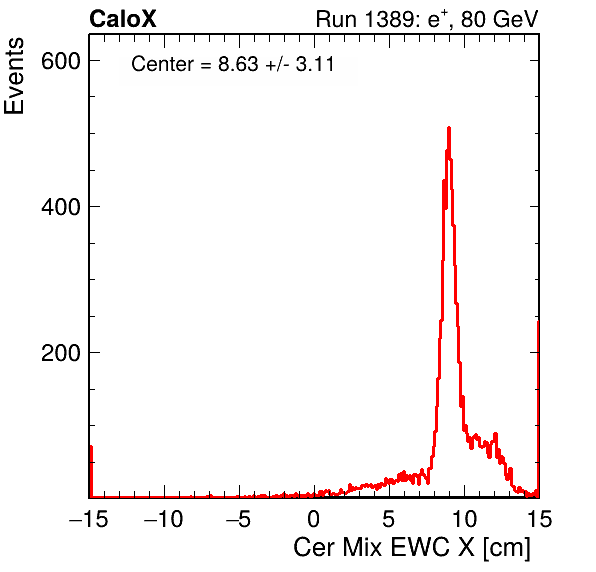 CaloX
Run 1389: e+, 80 GeV
Center = 8.63 +/- 3.11
Events
600
400
200
−15 −10 −5 0 5 10 15
Cer Mix EWC X [cm]